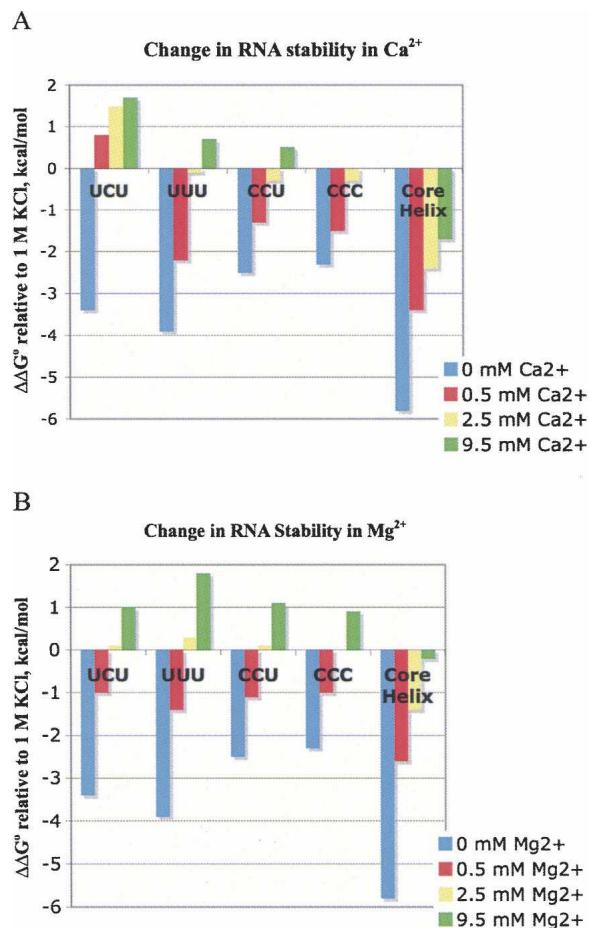 A
Change in RNA stability in Ca²⁺
ΔΔG° relative to 1 M KCl, kcal/mol
2
1
0
-1
-2
-3
-4
-5
-6
UCU
UUU
CCU
CCC
Core
Helix
0 mM Ca2+
0.5 mM Ca2+
2.5 mM Ca2+
9.5 mM Ca2+
B
Change in RNA Stability in Mg²⁺
ΔΔG° relative to 1 M KCl, kcal/mol
2
1
0
-1
-2
-3
-4
-5
-6
UCU
UUU
CCU
CCC
Core
Helix
0 mM Mg2+
0.5 mM Mg2+
2.5 mM Mg2+
9.5 mM Mg2+